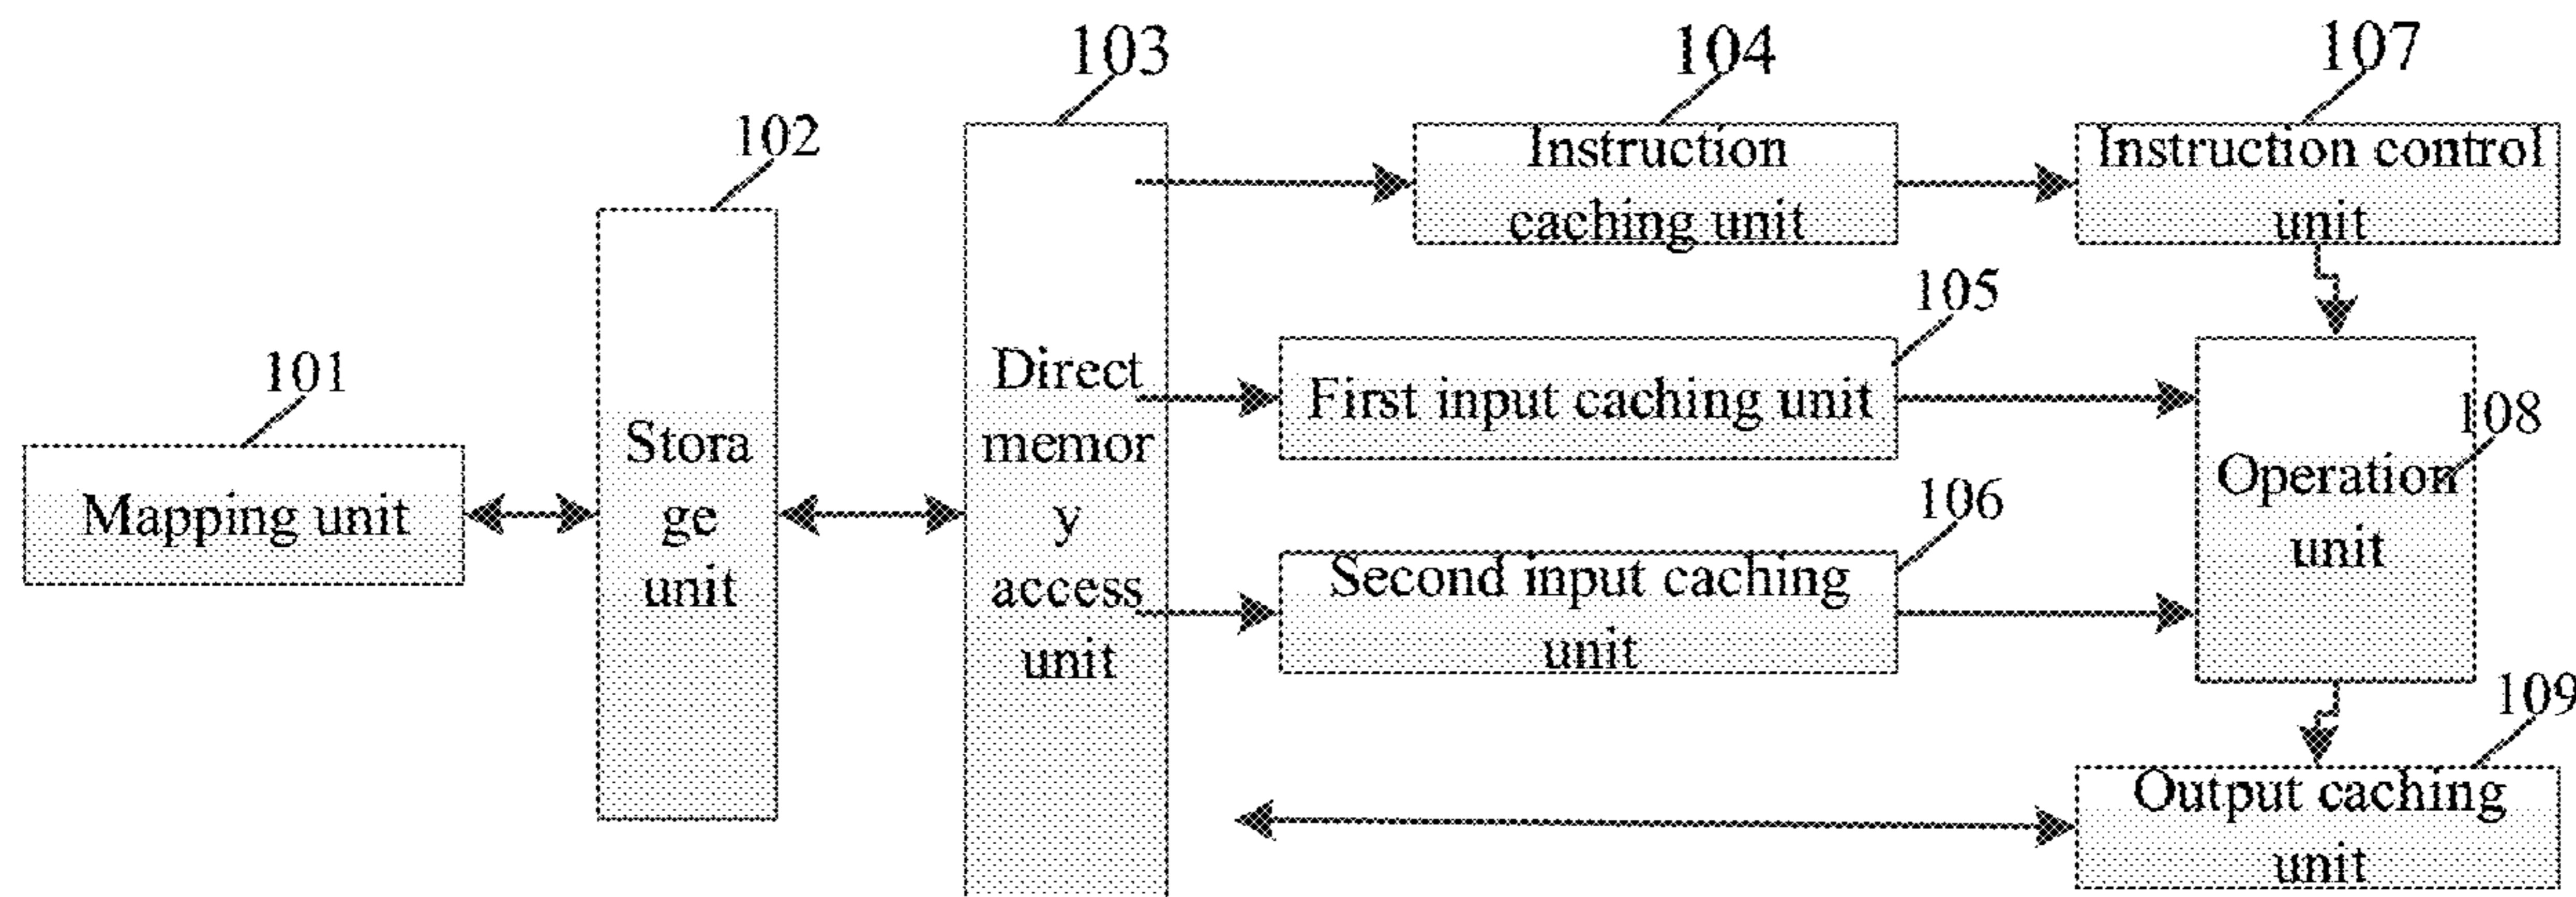 103
104
107
102
Instruction
caching unit
Instruction control
unit
105
101
Direct
memor
y
access
unit
First input caching unit
108
Stora
ge
unit
Operation
unit
Mapping unit
106
Second input caching
unit
109
Output caching
unit